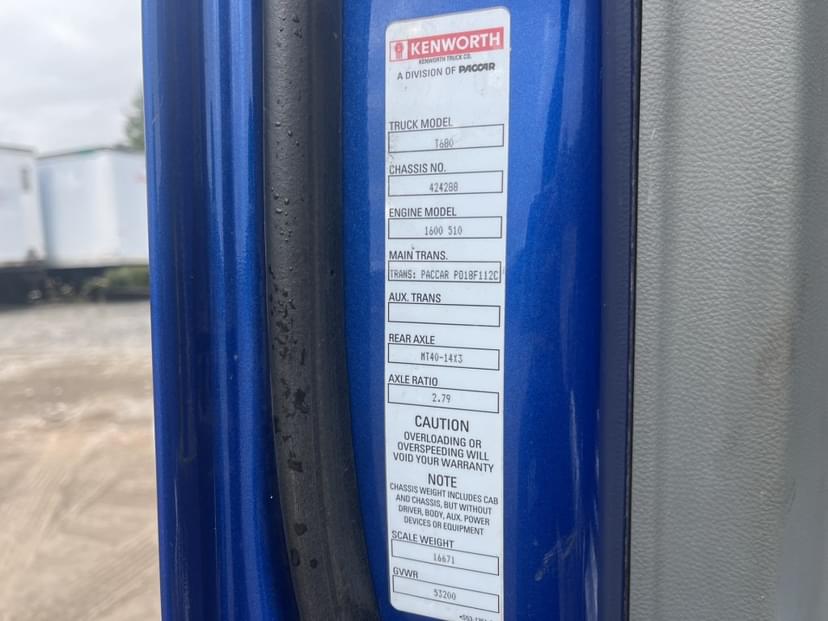 KENWORTH
KENWORTH TRUCK CO.
A DIVISION OF PACCAR
TRUCK MODEL
T680
CHASSIS NO.
424288
ENGINE MODEL
1600 510
MAIN TRANS.
TRANS: PACCAR PO18F112C
AUX. TRANS
REAR AXLE
MT40-14X3
AXLE RATIO
2.79
CAUTION
OVERLOADING OR
OVERSPEEDING WILL
VOID YOUR WARRANTY
NOTE
CHASSIS WEIGHT INCLUDES CAB
AND CHASSIS, BUT WITHOUT
DRIVER, BODY, AUX. POWER
DEVICES OR EQUIPMENT
SCALE WEIGHT
16671
GVWR
53200